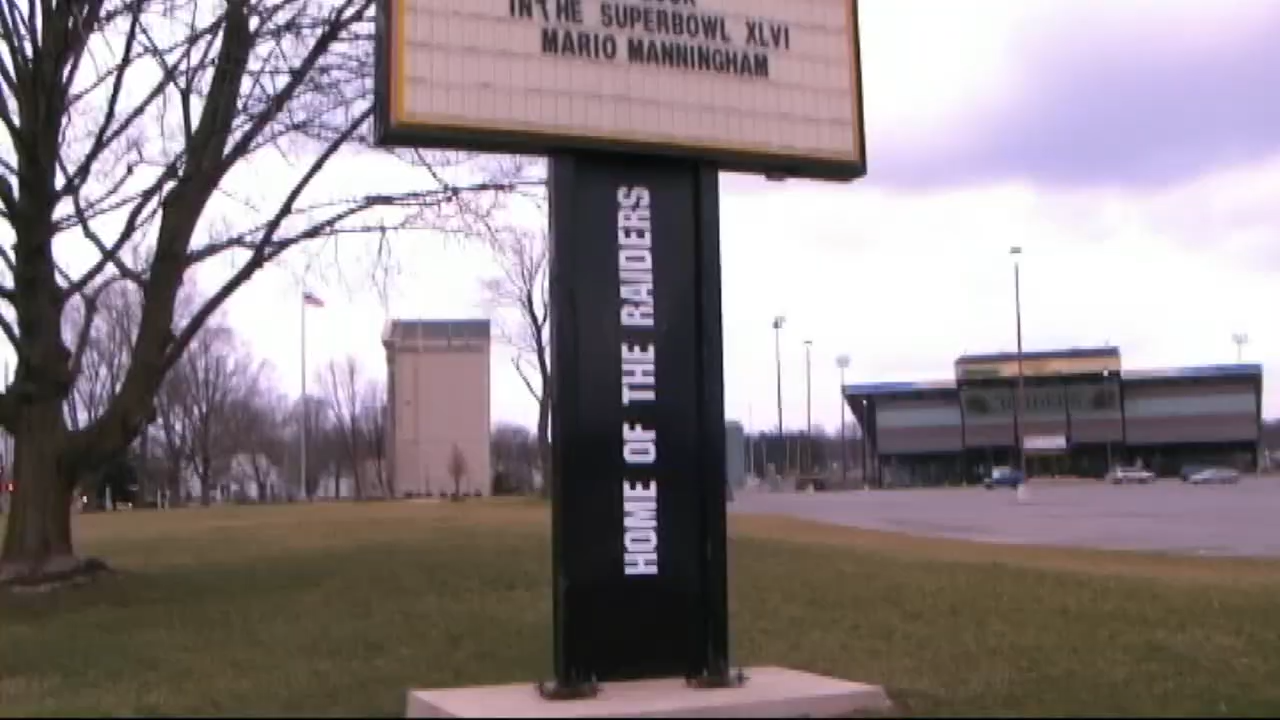 IN THE SUPERBOWL XLVI
MARIO MANNINGHAM
HOME OF THE RAIDERS